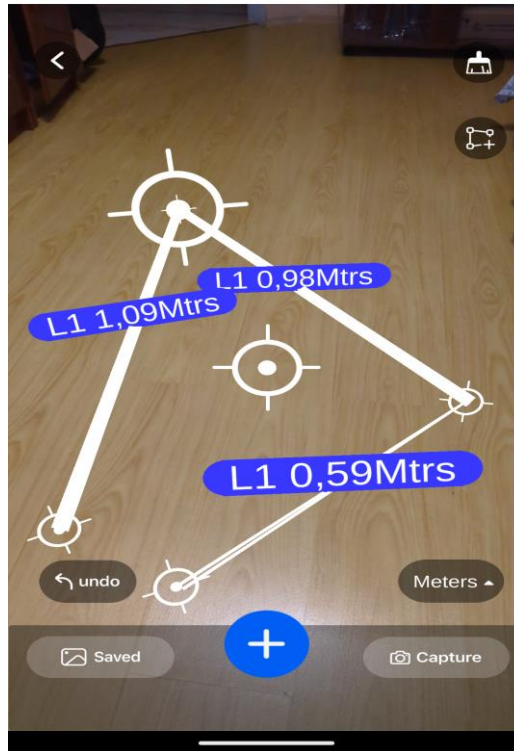 L1 0,98Mtrs
L1 1,09Mtrs
L1 0,59Mtrs
undo
Meters
Saved
Capture